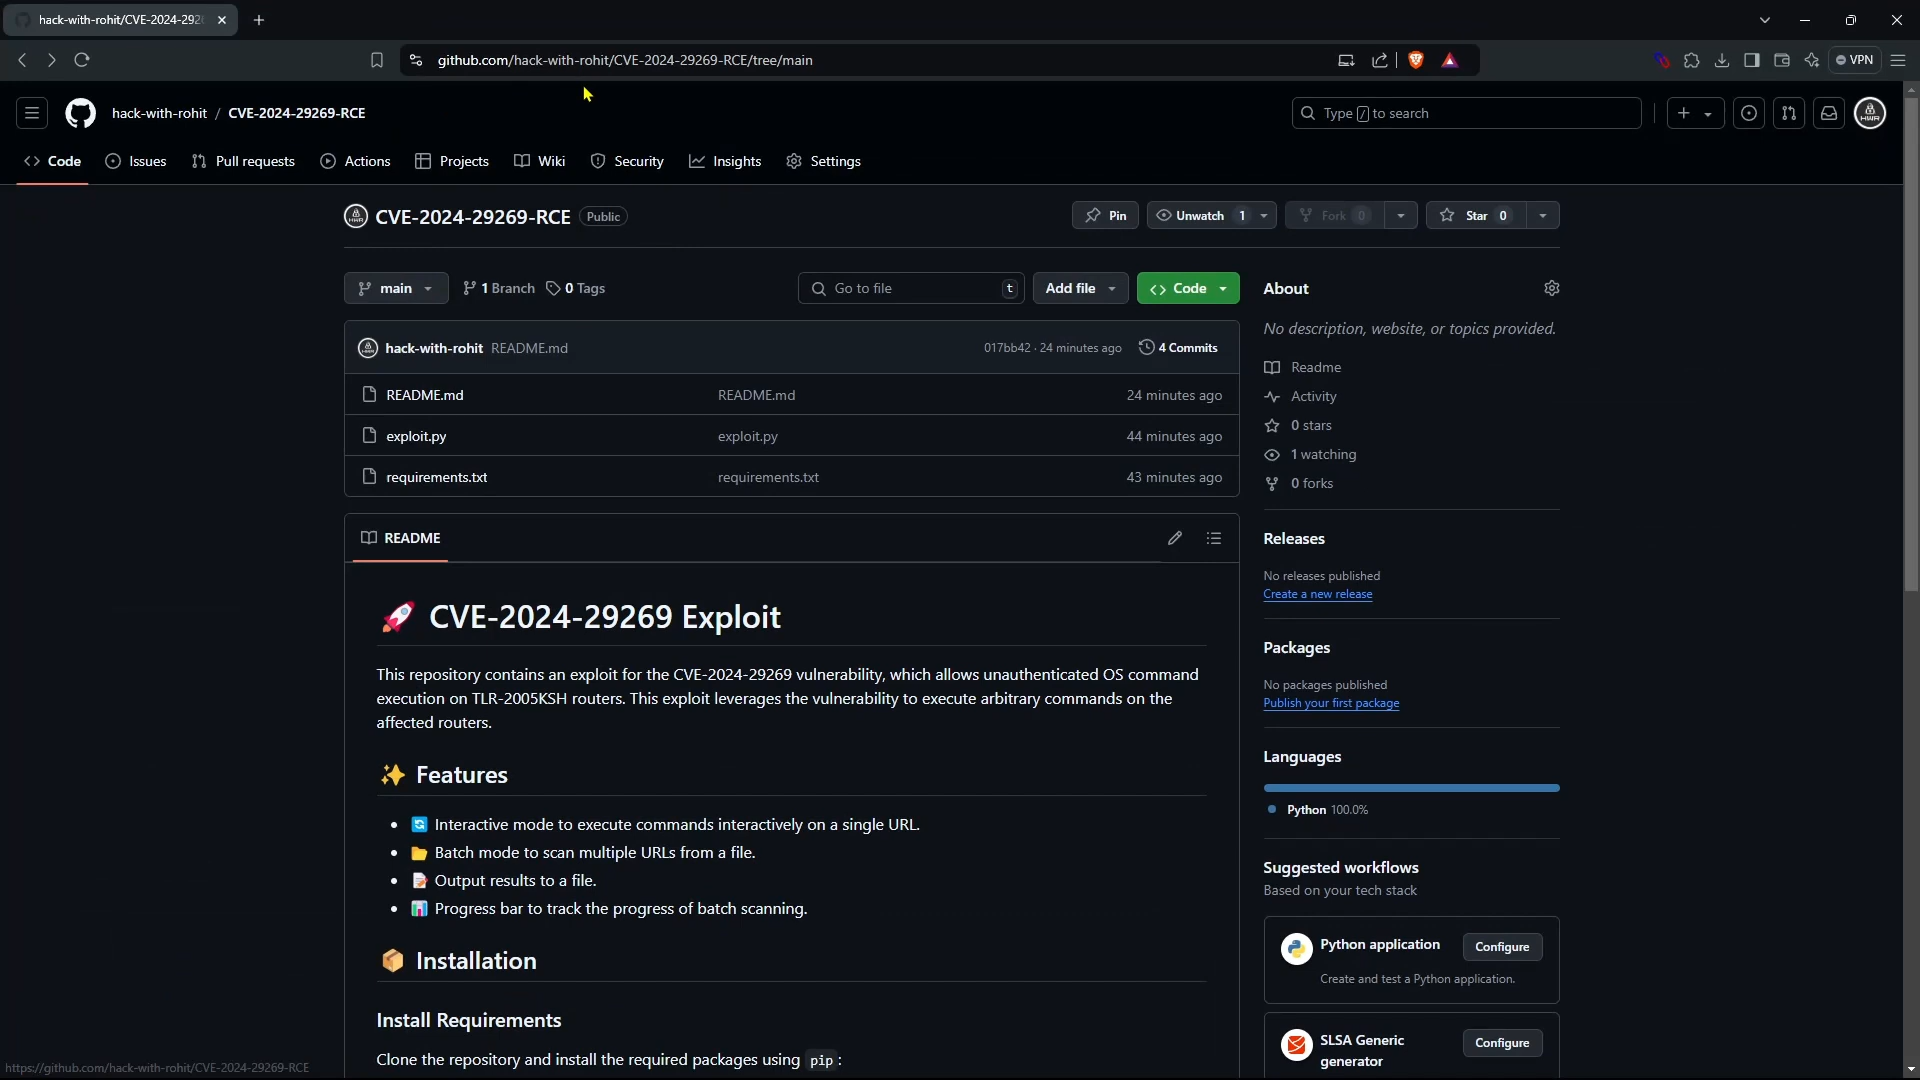 hack-with-rohit/CVE-2024-292
github.com/hack-with-rohit/CVE-2024-29269-RCE/tree/main
VPN
hack-with-rohit / CVE-2024-29269-RCE
Type / to search
Code Issues Pull requests Actions Projects Wiki Security Insights Settings
CVE-2024-29269-RCE Public
Pin Unwatch 1 Fork 0 Star 0
main 1 Branch 0 Tags Go to file t Add file Code
hack-with-rohit README.md 017bb42 · 24 minutes ago 4 Commits
README.md README.md 24 minutes ago
exploit.py exploit.py 44 minutes ago
requirements.txt requirements.txt 43 minutes ago
README
CVE-2024-29269 Exploit
This repository contains an exploit for the CVE-2024-29269 vulnerability, which allows unauthenticated OS command
execution on TLR-2005KSH routers. This exploit leverages the vulnerability to execute arbitrary commands on the
affected routers.
Features
Interactive mode to execute commands interactively on a single URL.
Batch mode to scan multiple URLs from a file.
Output results to a file.
Progress bar to track the progress of batch scanning.
Installation
Install Requirements
Clone the repository and install the required packages using pip :
About
No description, website, or topics provided.
Readme
Activity
0 stars
1 watching
0 forks
Releases
No releases published
Create a new release
Packages
No packages published
Publish your first package
Languages
Python 100.0%
Suggested workflows
Based on your tech stack
Python application Configure
Create and test a Python application.
SLSA Generic generator Configure
https://github.com/hack-with-rohit/CVE-2024-29269-RCE